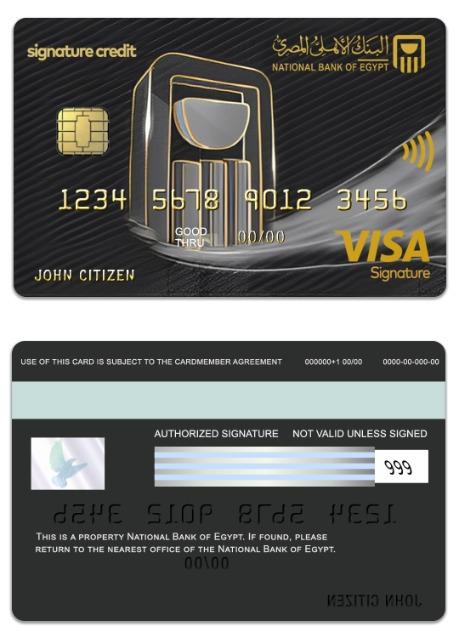 signature credit
البنك الأهلي المصري
NATIONAL BANK OF EGYPT
1234 5678 9012 3456
GOOD
THRU 00/00
VISA
JOHN CITIZEN
Signature
USE OF THIS CARD IS SUBJECT TO THE CARDMEMBER AGREEMENT 000000+1 00/00 0000-00-000-00
AUTHORIZED SIGNATURE NOT VALID UNLESS SIGNED
999
1234 5678 9012 3456
THIS IS A PROPERTY NATIONAL BANK OF EGYPT. IF FOUND, PLEASE
RETURN TO THE NEAREST OFFICE OF THE NATIONAL BANK OF EGYPT.
00/00
JOHN CITIZEN